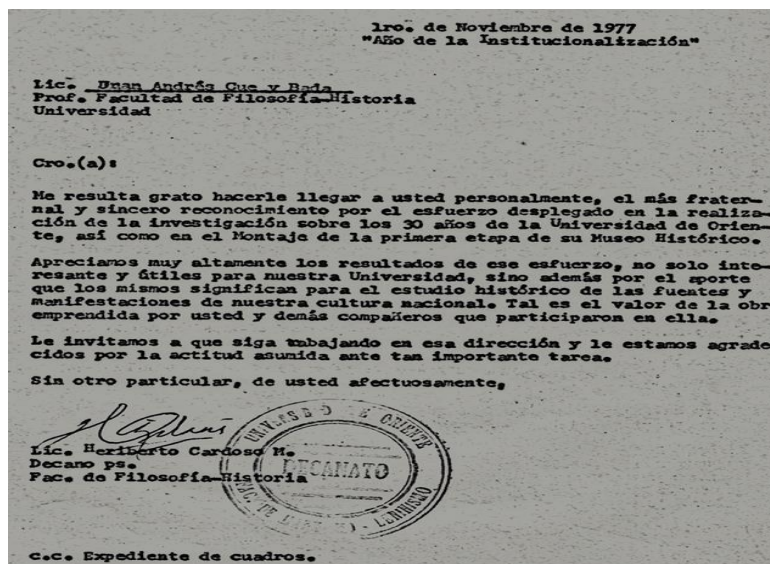 1ro. de Noviembre de 1977
"Año de la Institucionalización"
Lic. Unan Andrés Cue y Bada
Prof. Facultad de Filosofía-Historia
Universidad
Cro.(a):
Me resulta grato hacerle llegar a usted personalmente, el más frater-
nal y sincero reconocimiento por el esfuerzo desplegado en la realiza-
ción de la investigación sobre los 30 años de la Universidad de Orien-
te, así como en el Montaje de la primera etapa de su Museo Histórico.
Apreciamos muy altamente los resultados de ese esfuerzo, no solo inte-
resante y útiles para nuestra Universidad, sino además por el aporte
que los mismos significan para el estudio histórico de las fuentes y
manifestaciones de nuestra cultura nacional. Tal es el valor de la obr
emprendida por usted y demás compañeros que participaron en ella.
Le invitamos a que siga trabajando en esa dirección y le estamos agrade
cidos por la actitud asumida ante tan importante tarea.
Sin otro particular, de usted afectuosamente,
Lic. Heriberto Cardoso M.
Decano ps.
Fac. de Filosofía-Historia
DECANATO
ORIENTE
LENINISMO
c.c. Expediente de cuadros.